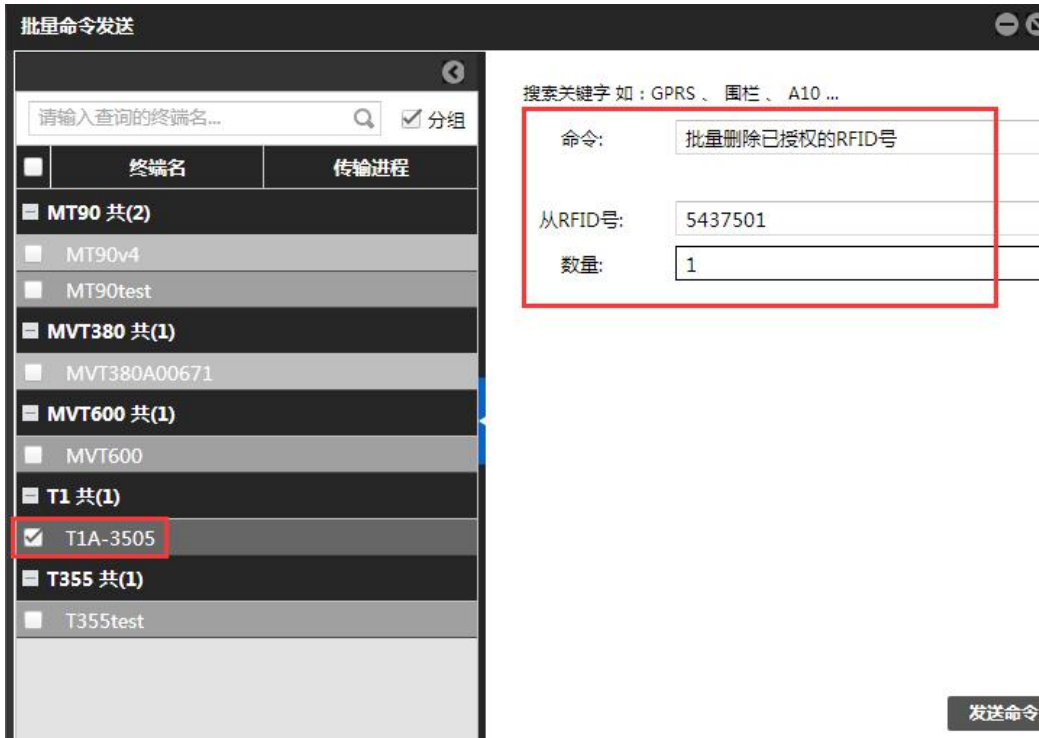 批量命令发送
请输入查询的终端名...
分组
终端名 传输进程
MT90 共(2)
MT90v4
MT90test
MVT380 共(1)
MVT380A00671
MVT600 共(1)
MVT600
T1 共(1)
T1A-3505
T355 共(1)
T355test
搜索关键字 如：GPRS 、 围栏 、 A10 ...
命令: 批量删除已授权的RFID号
从RFID号: 5437501
数量: 1
发送命令